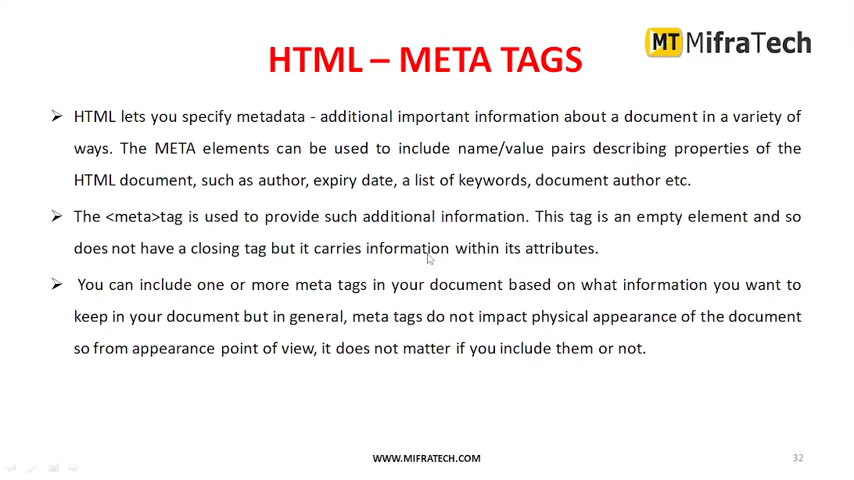 HTML – META TAGS
MT MifraTech
HTML lets you specify metadata - additional important information about a document in a variety of
ways. The META elements can be used to include name/value pairs describing properties of the
HTML document, such as author, expiry date, a list of keywords, document author etc.
The <meta>tag is used to provide such additional information. This tag is an empty element and so
does not have a closing tag but it carries information within its attributes.
You can include one or more meta tags in your document based on what information you want to
keep in your document but in general, meta tags do not impact physical appearance of the document
so from appearance point of view, it does not matter if you include them or not.
WWW.MIFRATECH.COM
32